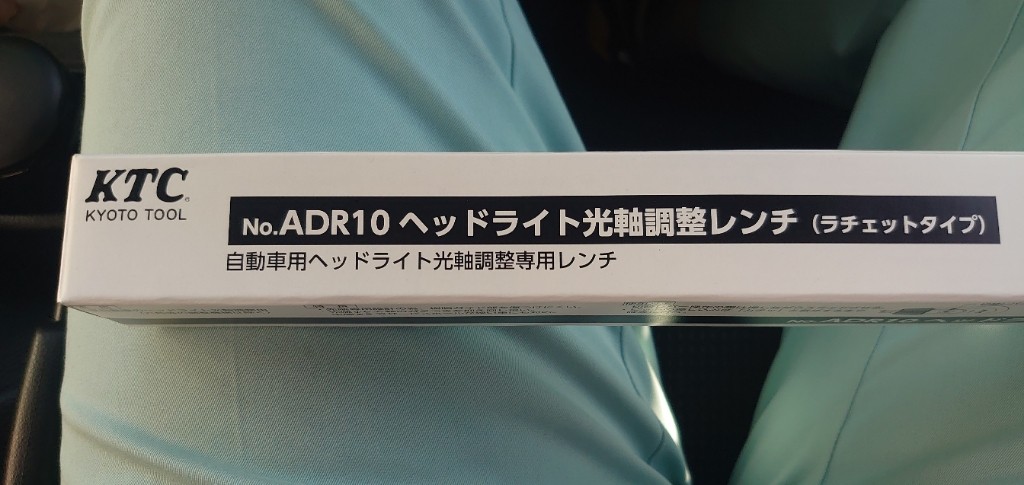 KTC
KYOTO TOOL
No.ADR10 ヘッドライト光軸調整レンチ（ラチェットタイプ）
自動車用ヘッドライト光軸調整専用レンチ